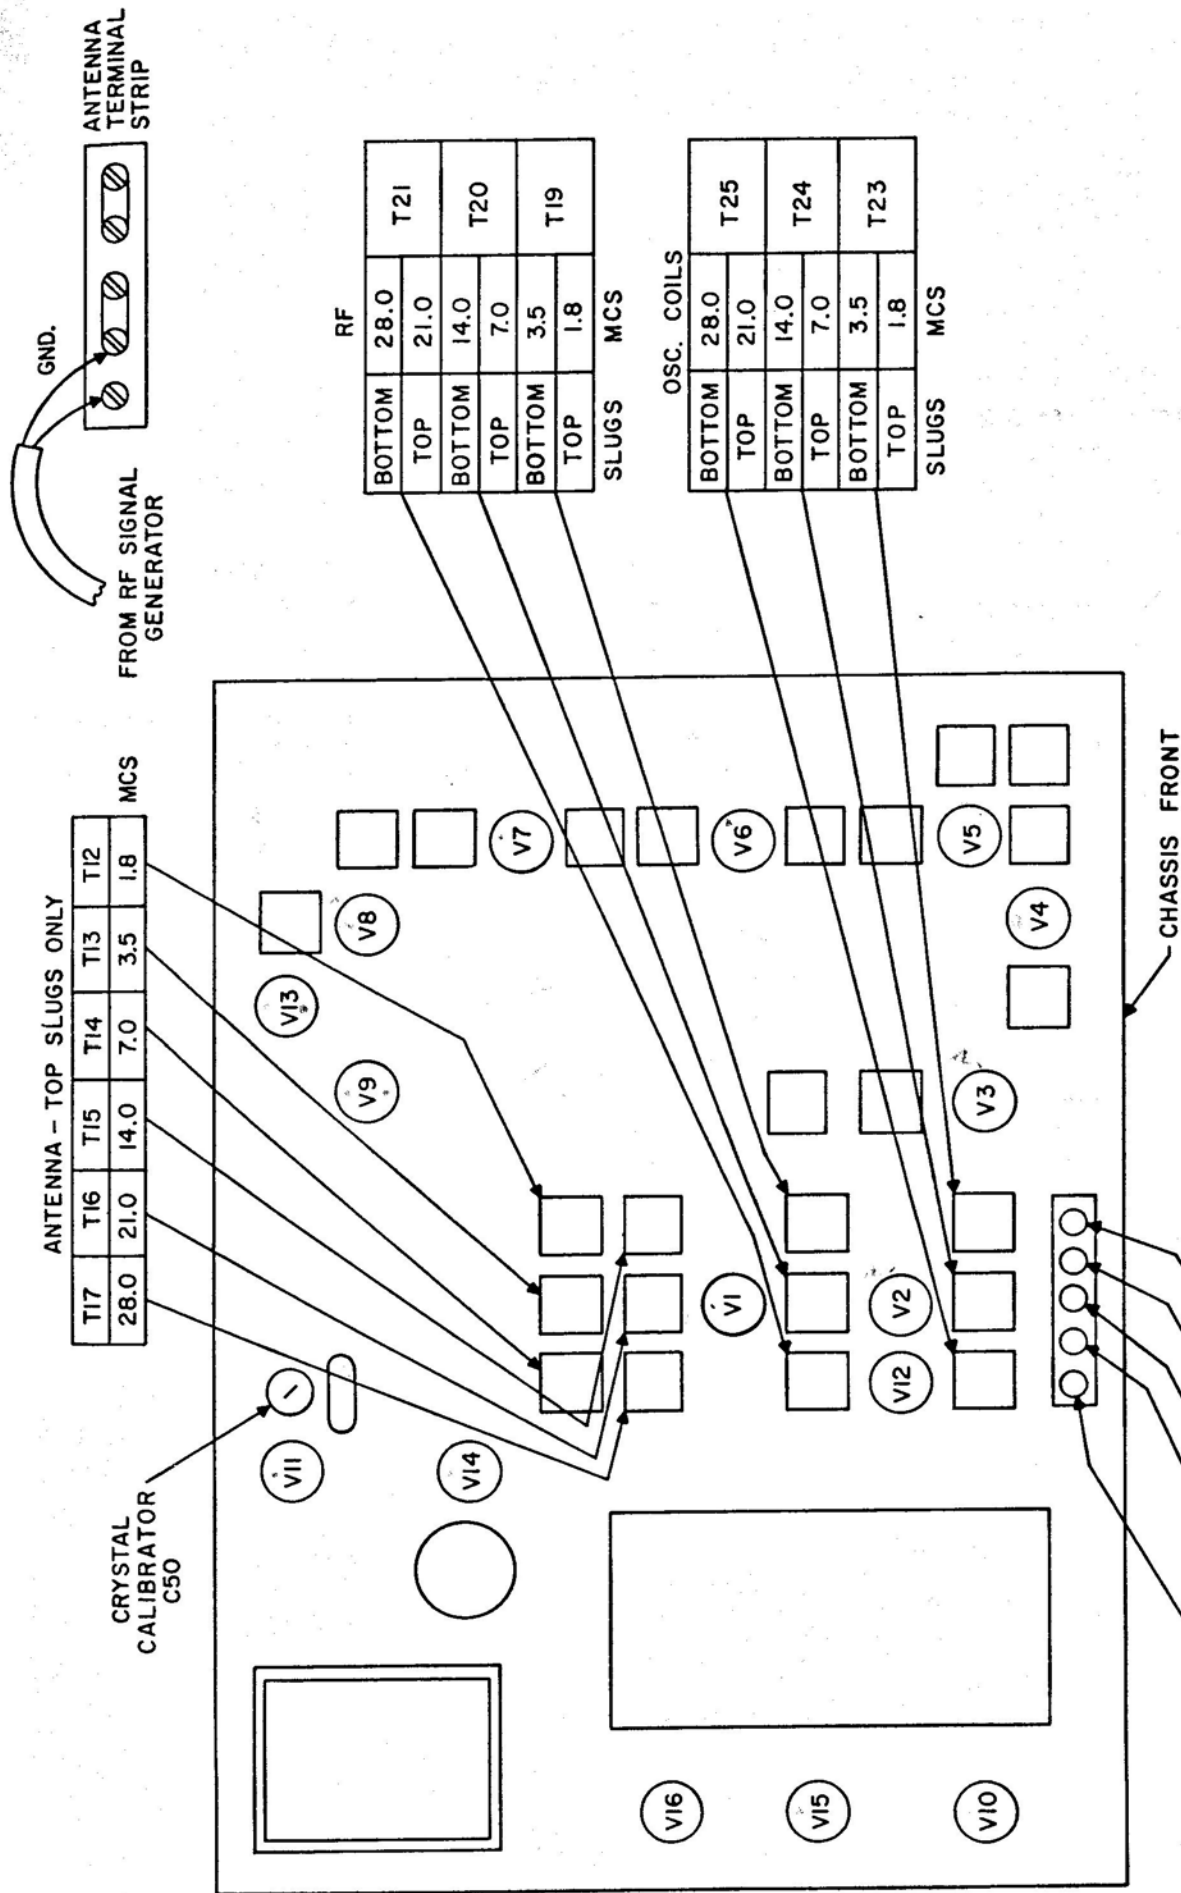 ANTENNA
TERMINAL
STRIP
GND.
FROM RF SIGNAL
GENERATOR
ANTENNA - TOP SLUGS ONLY
T17 T16 T15 T14 T13 T12
28.0 21.0 14.0 7.0 3.5 1.8 MCS
CRYSTAL
CALIBRATOR
C50
RF
BOTTOM 28.0 T21
TOP 21.0
BOTTOM 14.0 T20
TOP 7.0
BOTTOM 3.5 T19
TOP 1.8
SLUGS MCS
OSC. COILS
BOTTOM 28.0 T25
TOP 21.0
BOTTOM 14.0 T24
TOP 7.0
BOTTOM 3.5 T23
TOP 1.8
SLUGS MCS
V11
V13
V9
V8
V14
V7
V16
V1
V6
V15
V12
V2
V10
V3
V5
V4
CHASSIS FRONT